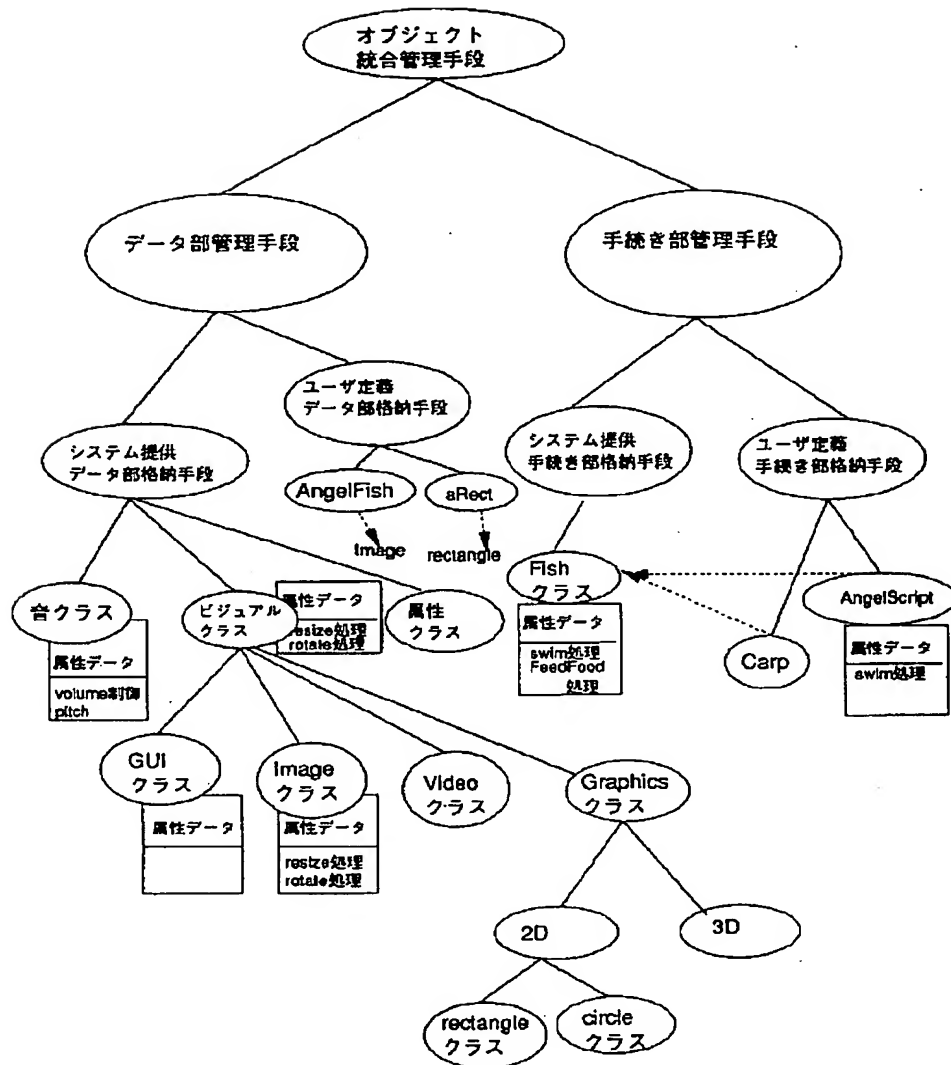 オブジェクト
統合管理手段
データ部管理手段
手続き部管理手段
ユーザ定義
データ部格納手段
システム提供
データ部格納手段
システム提供
手続き部格納手段
ユーザ定義
手続き部格納手段
AngelFish
aRect
Image
rectangle
音クラス
属性データ
volume制御
pitch
ビジュアル
クラス
属性データ
resize処理
rotale処理
属性
クラス
Fish
クラス
属性データ
swim処理
FeedFood
処理
Carp
AngelScript
属性データ
swim処理
GUI
クラス
属性データ
Image
クラス
属性データ
resize処理
rotale処理
Video
クラス
Graphics
クラス
2D
3D
rectangle
クラス
circle
クラス